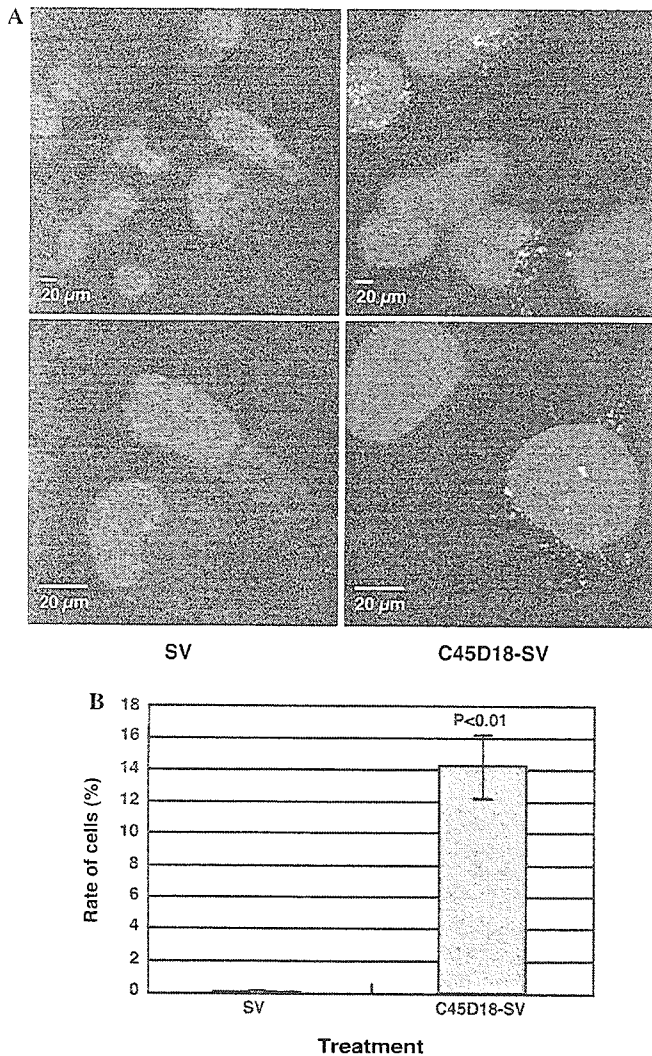 A
20 µm
20 µm
20 µm
20 µm
SV
C45D18-SV
B
18
16
14
12
10
8
6
4
2
0
Rate of cells (%)
P<0.01
SV
C45D18-SV
Treatment